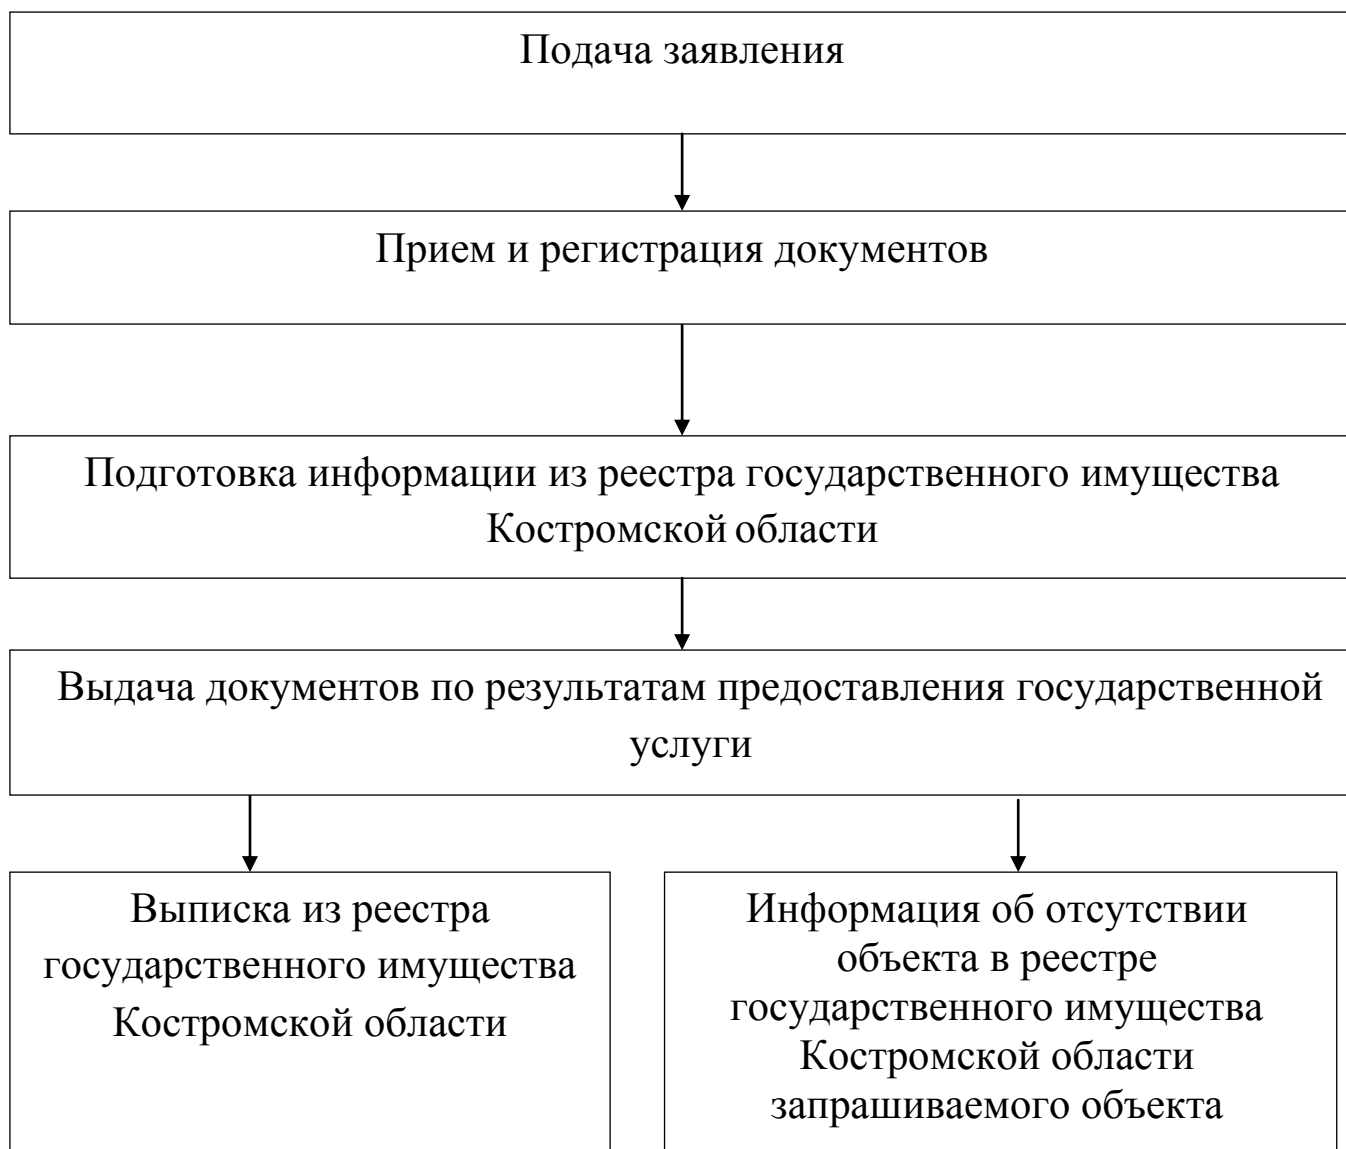 Подача заявления
Прием и регистрация документов
Подготовка информации из реестра государственного имущества
Костромской области
Выдача документов по результатам предоставления государственной
услуги
Выписка из реестра
государственного имущества
Костромской области
Информация об отсутствии
объекта в реестре
государственного имущества
Костромской области
запрашиваемого объекта